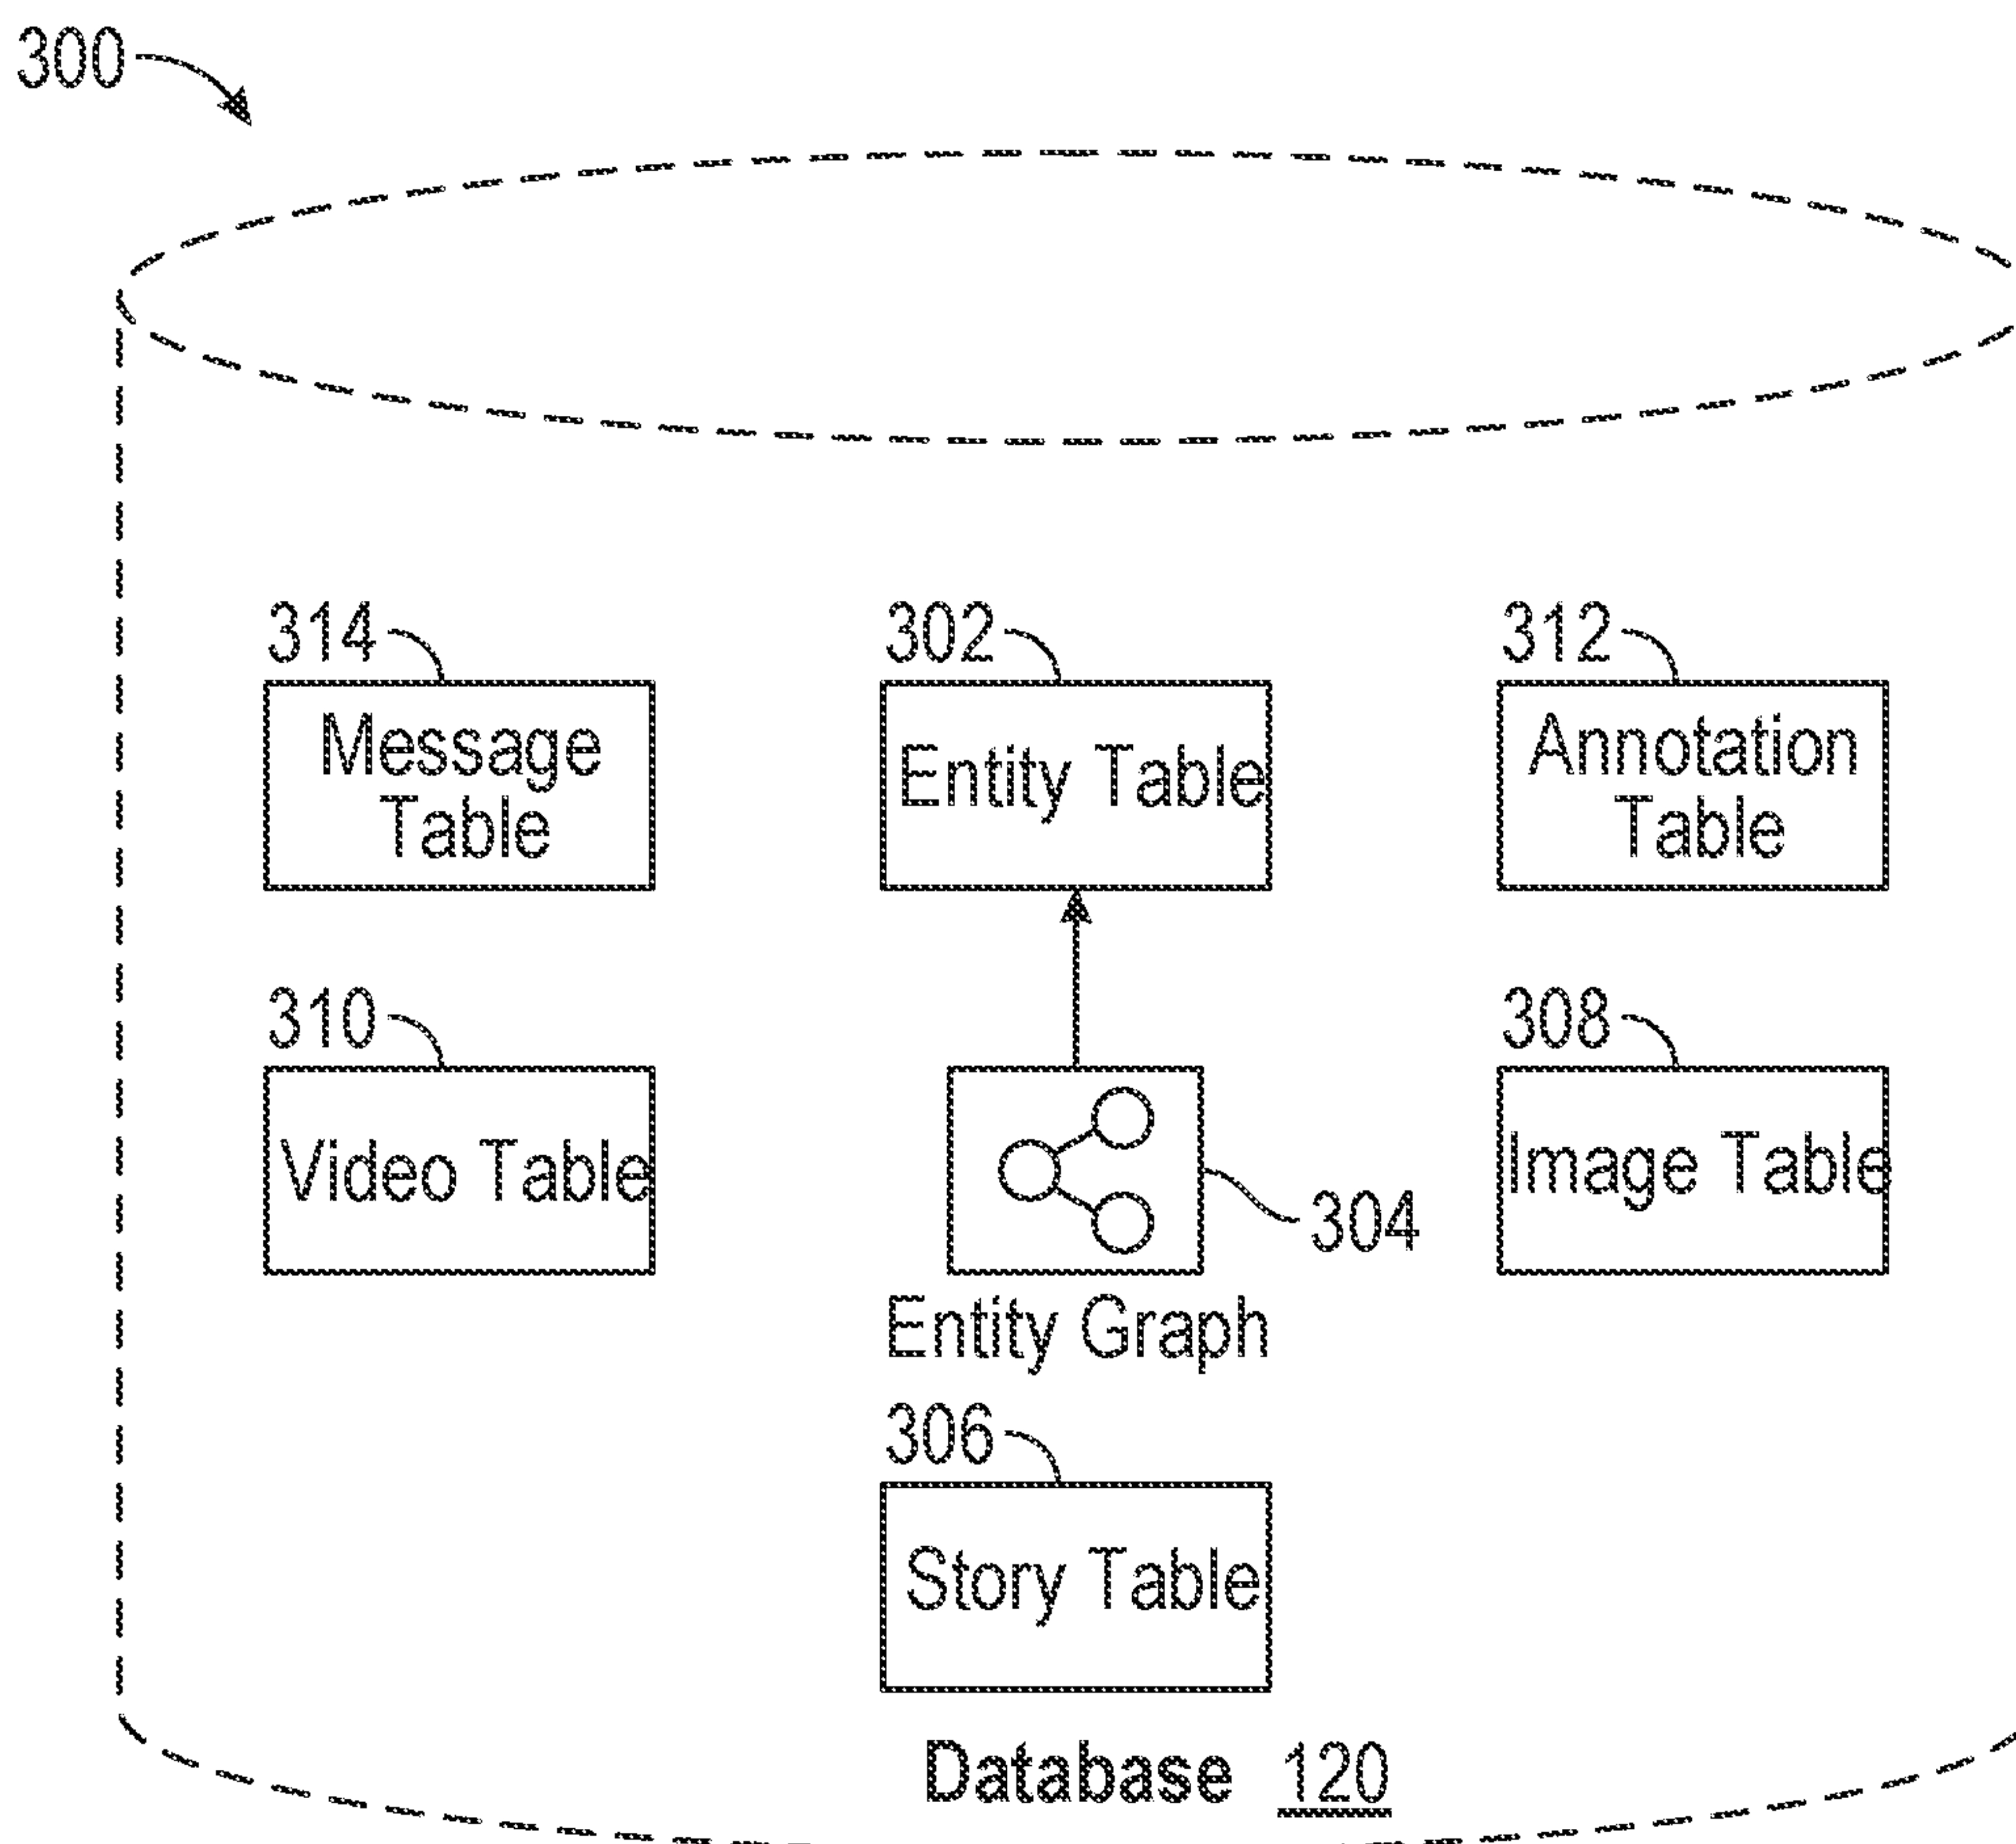 300
314
302
312
Message
Table
Entity Table
Annotation
Table
310
308
Video Table
Image Table
304
Entity Graph
306
Story Table
Database 120